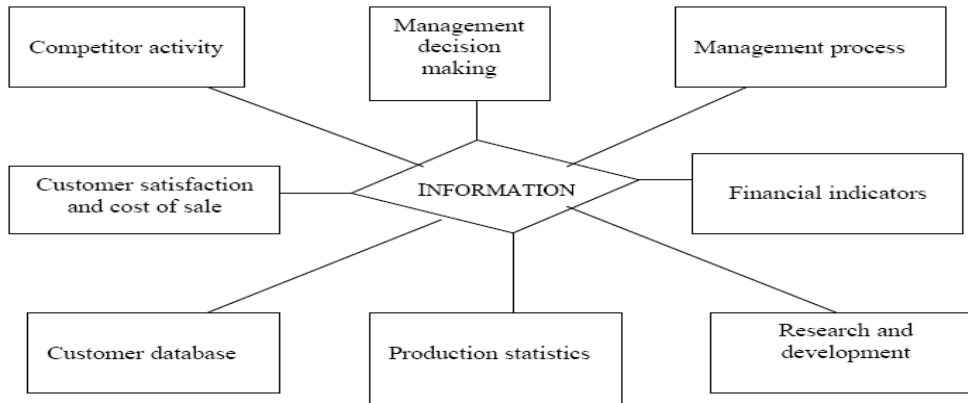 Competitor activity
Management
decision
making
Management process
Customer satisfaction
and cost of sale
INFORMATION
Financial indicators
Customer database
Production statistics
Research and
development